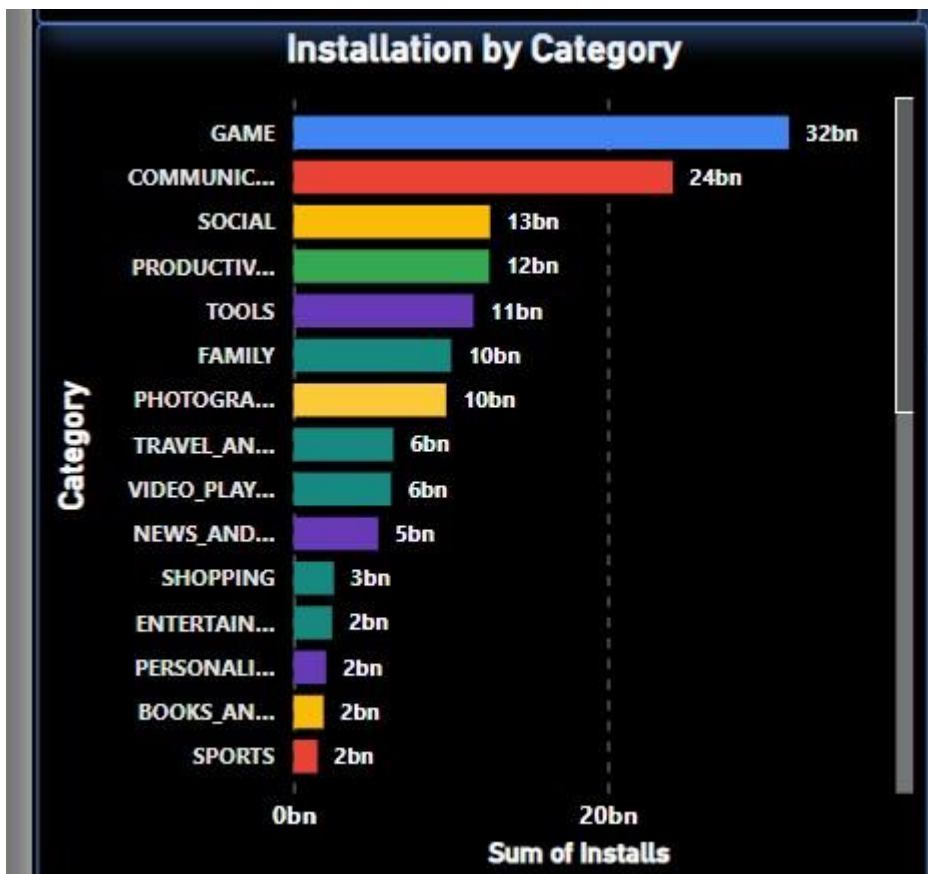 Installation by Category
GAME 32bn
COMMUNIC... 24bn
SOCIAL 13bn
PRODUCTIV... 12bn
TOOLS 11bn
FAMILY 10bn
PHOTOGRA... 10bn
TRAVEL_AN... 6bn
VIDEO_PLAY... 6bn
NEWS_AND... 5bn
SHOPPING 3bn
ENTERTAIN... 2bn
PERSONALI... 2bn
BOOKS_AN... 2bn
SPORTS 2bn
Category
0bn 20bn
Sum of Installs